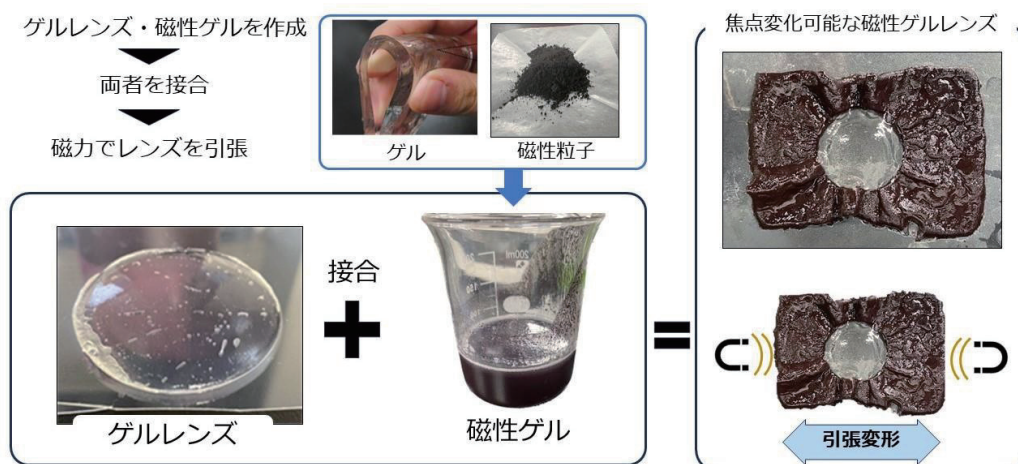 ゲルレンズ・磁性ゲルを作成
両者を接合
磁力でレンズを引張
ゲル
磁性粒子
ゲルレンズ
接合
磁性ゲル
焦点変化可能な磁性ゲルレンズ
引張変形